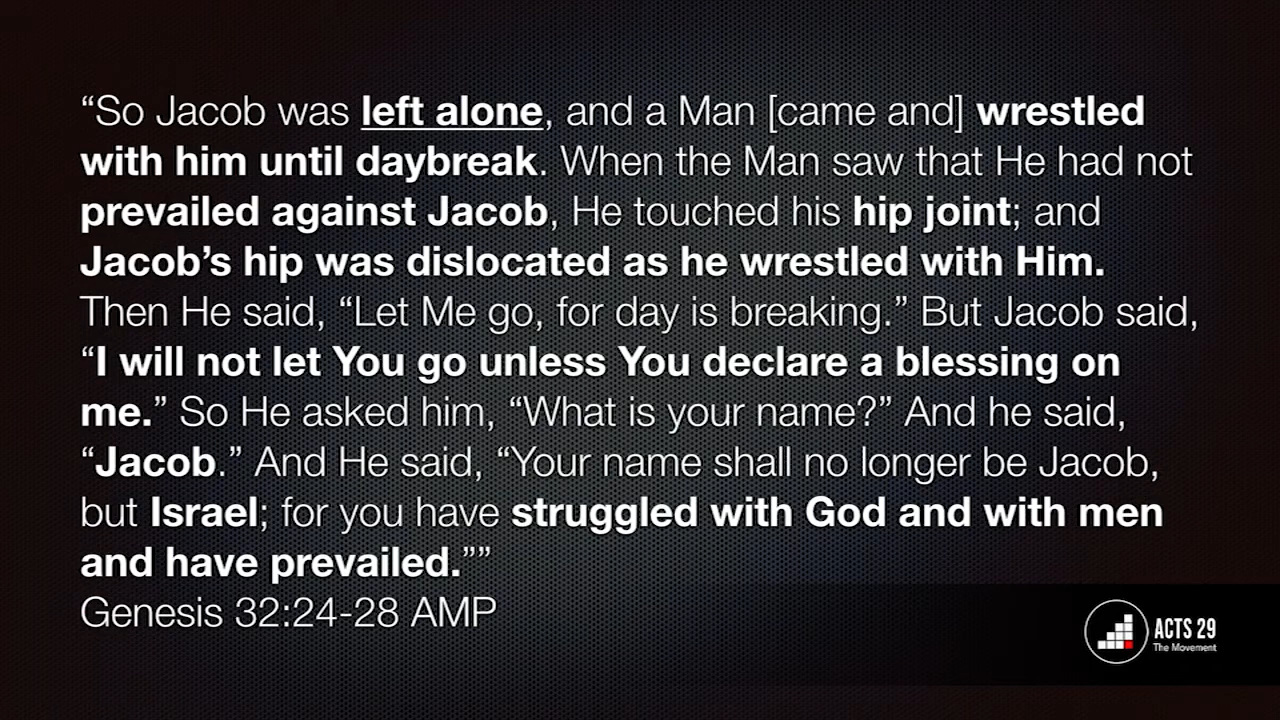 “So Jacob was left alone, and a Man [came and] wrestled
with him until daybreak. When the Man saw that He had not
prevailed against Jacob, He touched his hip joint; and
Jacob’s hip was dislocated as he wrestled with Him.
Then He said, “Let Me go, for day is breaking.” But Jacob said,
“I will not let You go unless You declare a blessing on
me.” So He asked him, “What is your name?” And he said,
“Jacob.” And He said, “Your name shall no longer be Jacob,
but Israel; for you have struggled with God and with men
and have prevailed.””
Genesis 32:24-28 AMP
ACTS 29
The Movement